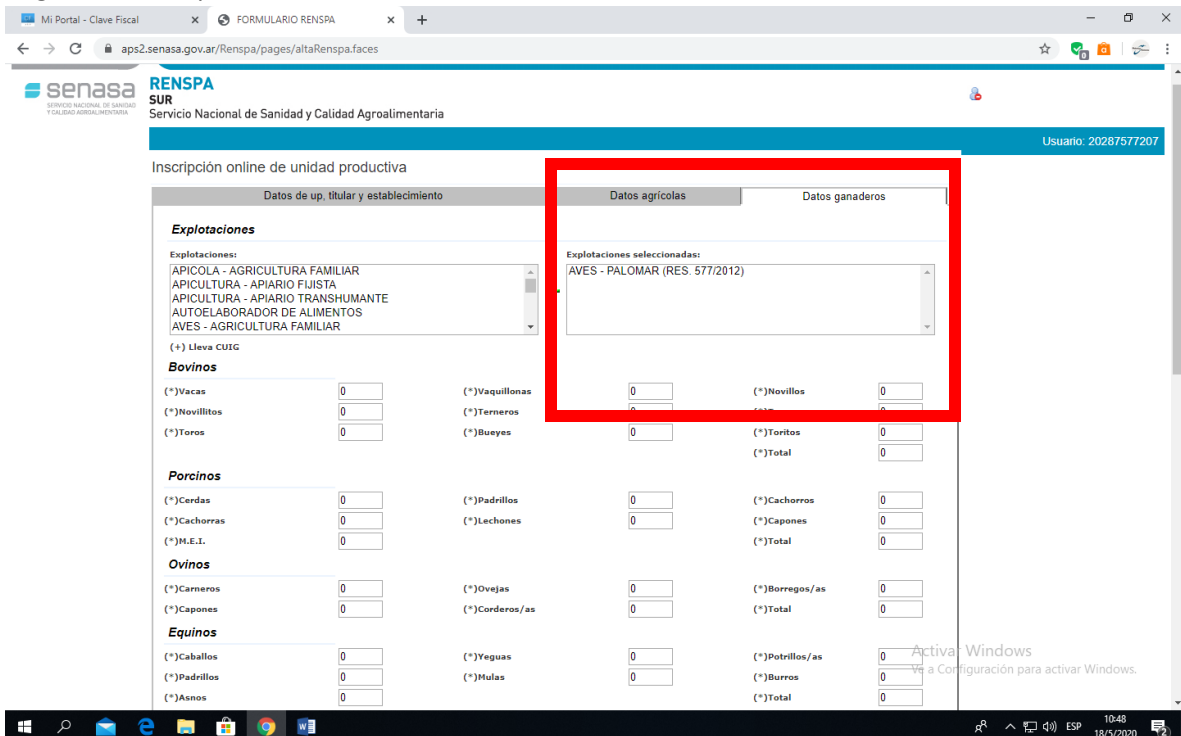 Mi Portal - Clave Fiscal
FORMULARIO RENSPA
aps2.senasa.gov.ar/Renspa/pages/altaRenspa.faces
senasa
SERVICIO NACIONAL DE SANIDAD
Y CALIDAD AGROALIMENTARIA
RENSPA
SUR
Servicio Nacional de Sanidad y Calidad Agroalimentaria
Usuario: 20287577207
Inscripción online de unidad productiva
Datos de up, titular y establecimiento Datos agrícolas Datos ganaderos
Explotaciones
Explotaciones: Explotaciones seleccionadas:
APICOLA - AGRICULTURA FAMILIAR AVES - PALOMAR (RES. 577/2012)
APICULTURA - APIARIO FIJISTA
APICULTURA - APIARIO TRANSHUMANTE
AUTOELABORADOR DE ALIMENTOS
AVES - AGRICULTURA FAMILIAR
(+) Lleva CUIG
Bovinos
(*)Vacas 0 (*)Vaquillonas 0 (*)Novillos 0
(*)Novillitos 0 (*)Terneros
(*)Toros 0 (*)Bueyes 0 (*)Toritos 0
(*)Total 0
Porcinos
(*)Cerdas 0 (*)Padrillos 0 (*)Cachorros 0
(*)Cachorras 0 (*)Lechones 0 (*)Capones 0
(*)M.E.I. 0 (*)Total 0
Ovinos
(*)Carneros 0 (*)Ovejas 0 (*)Borregos/as 0
(*)Capones 0 (*)Corderos/as 0 (*)Total 0
Equinos
(*)Caballos 0 (*)Yeguas 0 (*)Potrillos/as 0
(*)Padrillos 0 (*)Mulas 0 (*)Burros 0
(*)Asnos 0 (*)Total 0
Activar Windows
Ve a Configuración para activar Windows.
ESP 10:48
18/5/2020 2